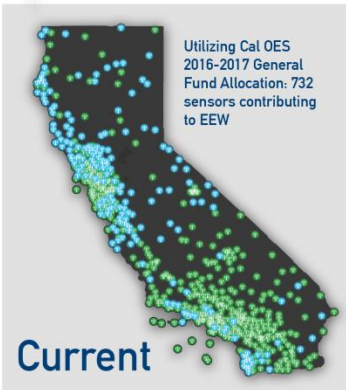 Utilizing Cal OES
2016-2017 General
Fund Allocation: 732
sensors contributing
to EEW
Current